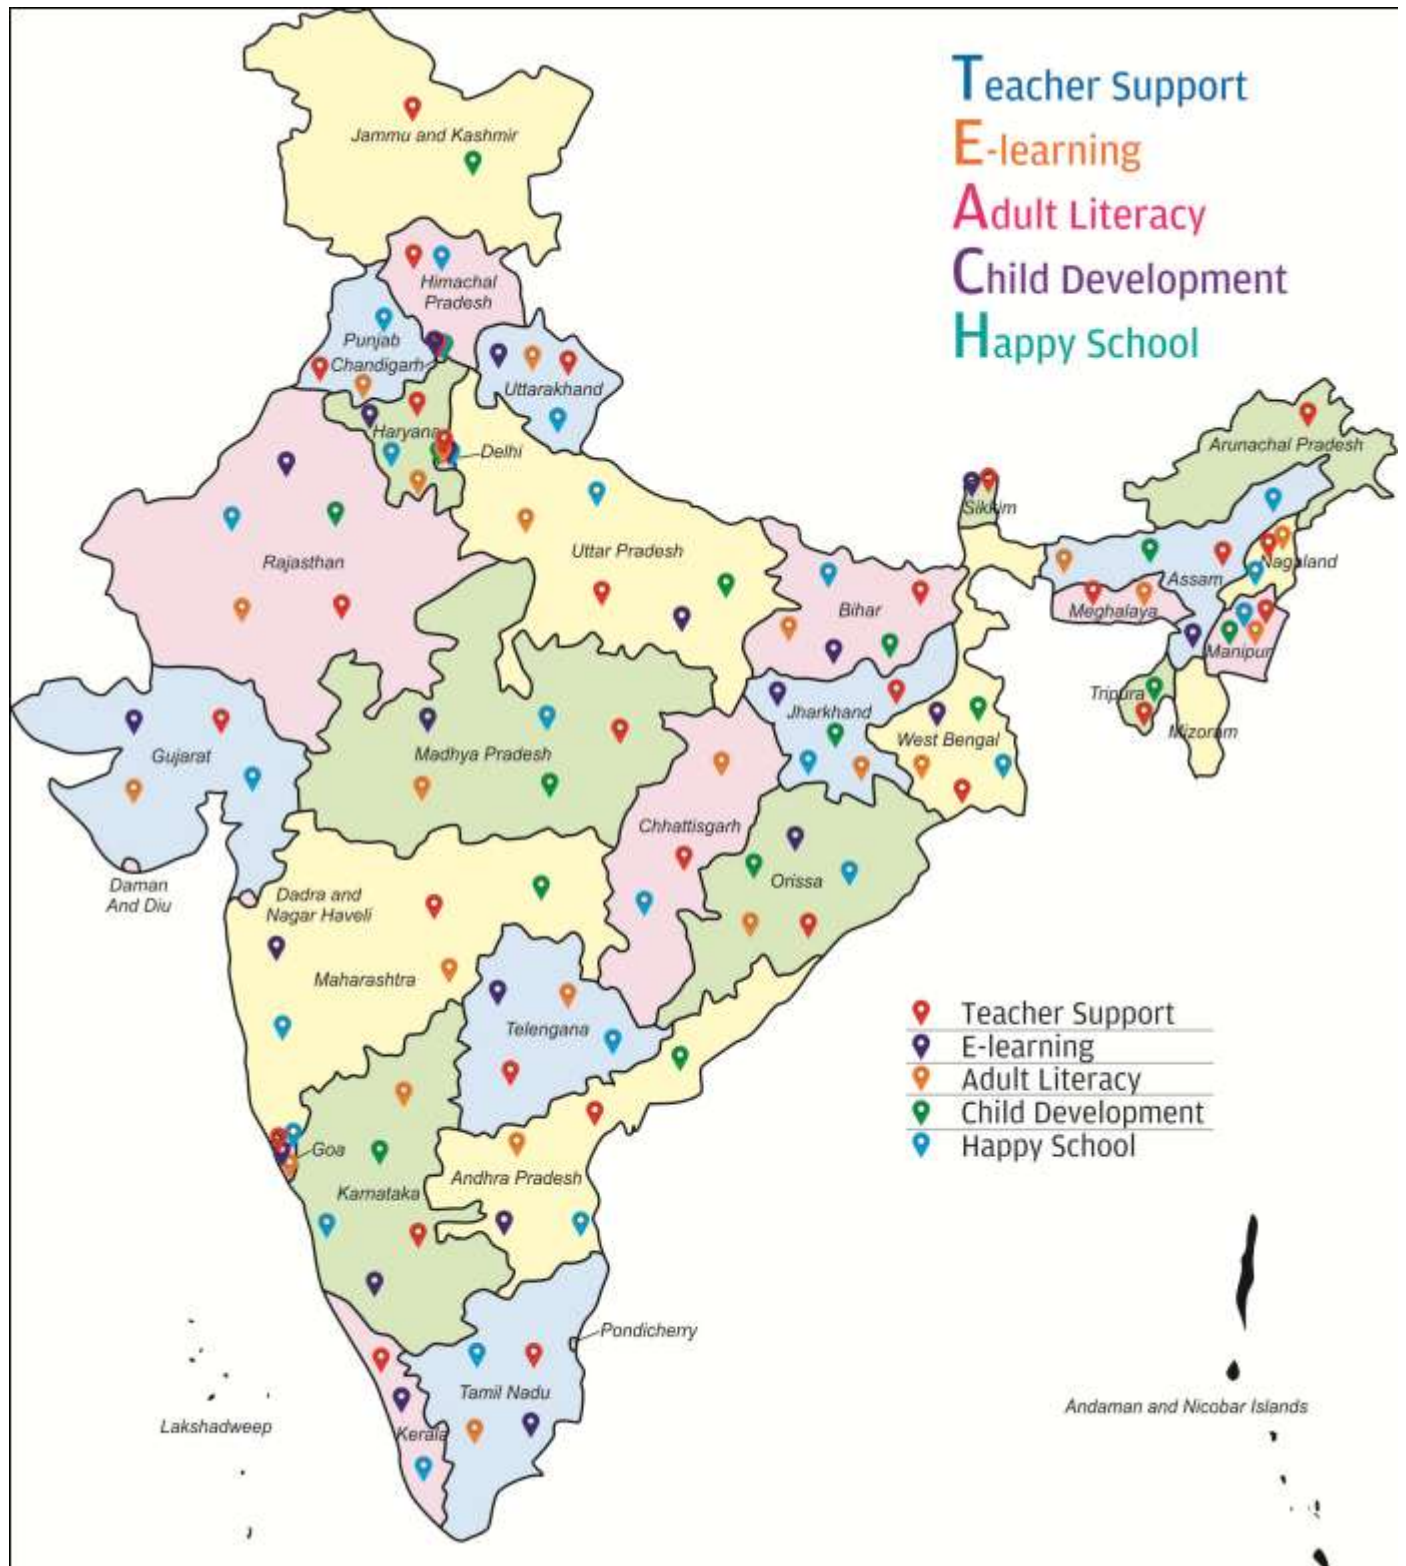 Teacher Support
E-learning
Adult Literacy
Child Development
Happy School
Jammu and Kashmir
Himachal
Pradesh
Punjab
Chandigarh
Uttarakhand
Haryana
Delhi
Arunachal Pradesh
Sikkim
Rajasthan
Uttar Pradesh
Nagaland
Assam
Bihar
Meghalaya
Manipur
Tripura
Jharkhand
Mizoram
West Bengal
Gujarat
Madhya Pradesh
Chhattisgarh
Orissa
Daman
And Diu
Dadra and
Nagar Haveli
Maharashtra
Telengana
Teacher Support
E-learning
Adult Literacy
Child Development
Happy School
Goa
Andhra Pradesh
Karnataka
Pondicherry
Tamil Nadu
Andaman and Nicobar Islands
Lakshadweep
Kerala